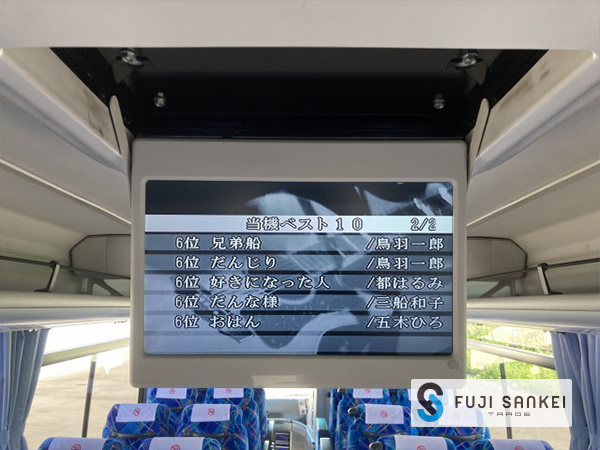 当機ベスト10 2/2
6位 兄弟船 /鳥羽一郎
6位 だんじり /鳥羽一郎
6位 好きになった人 /都はるみ
6位 だんな様 /三船和子
6位 おはん /五木ひろ
FUJI SANKEI
TRADE